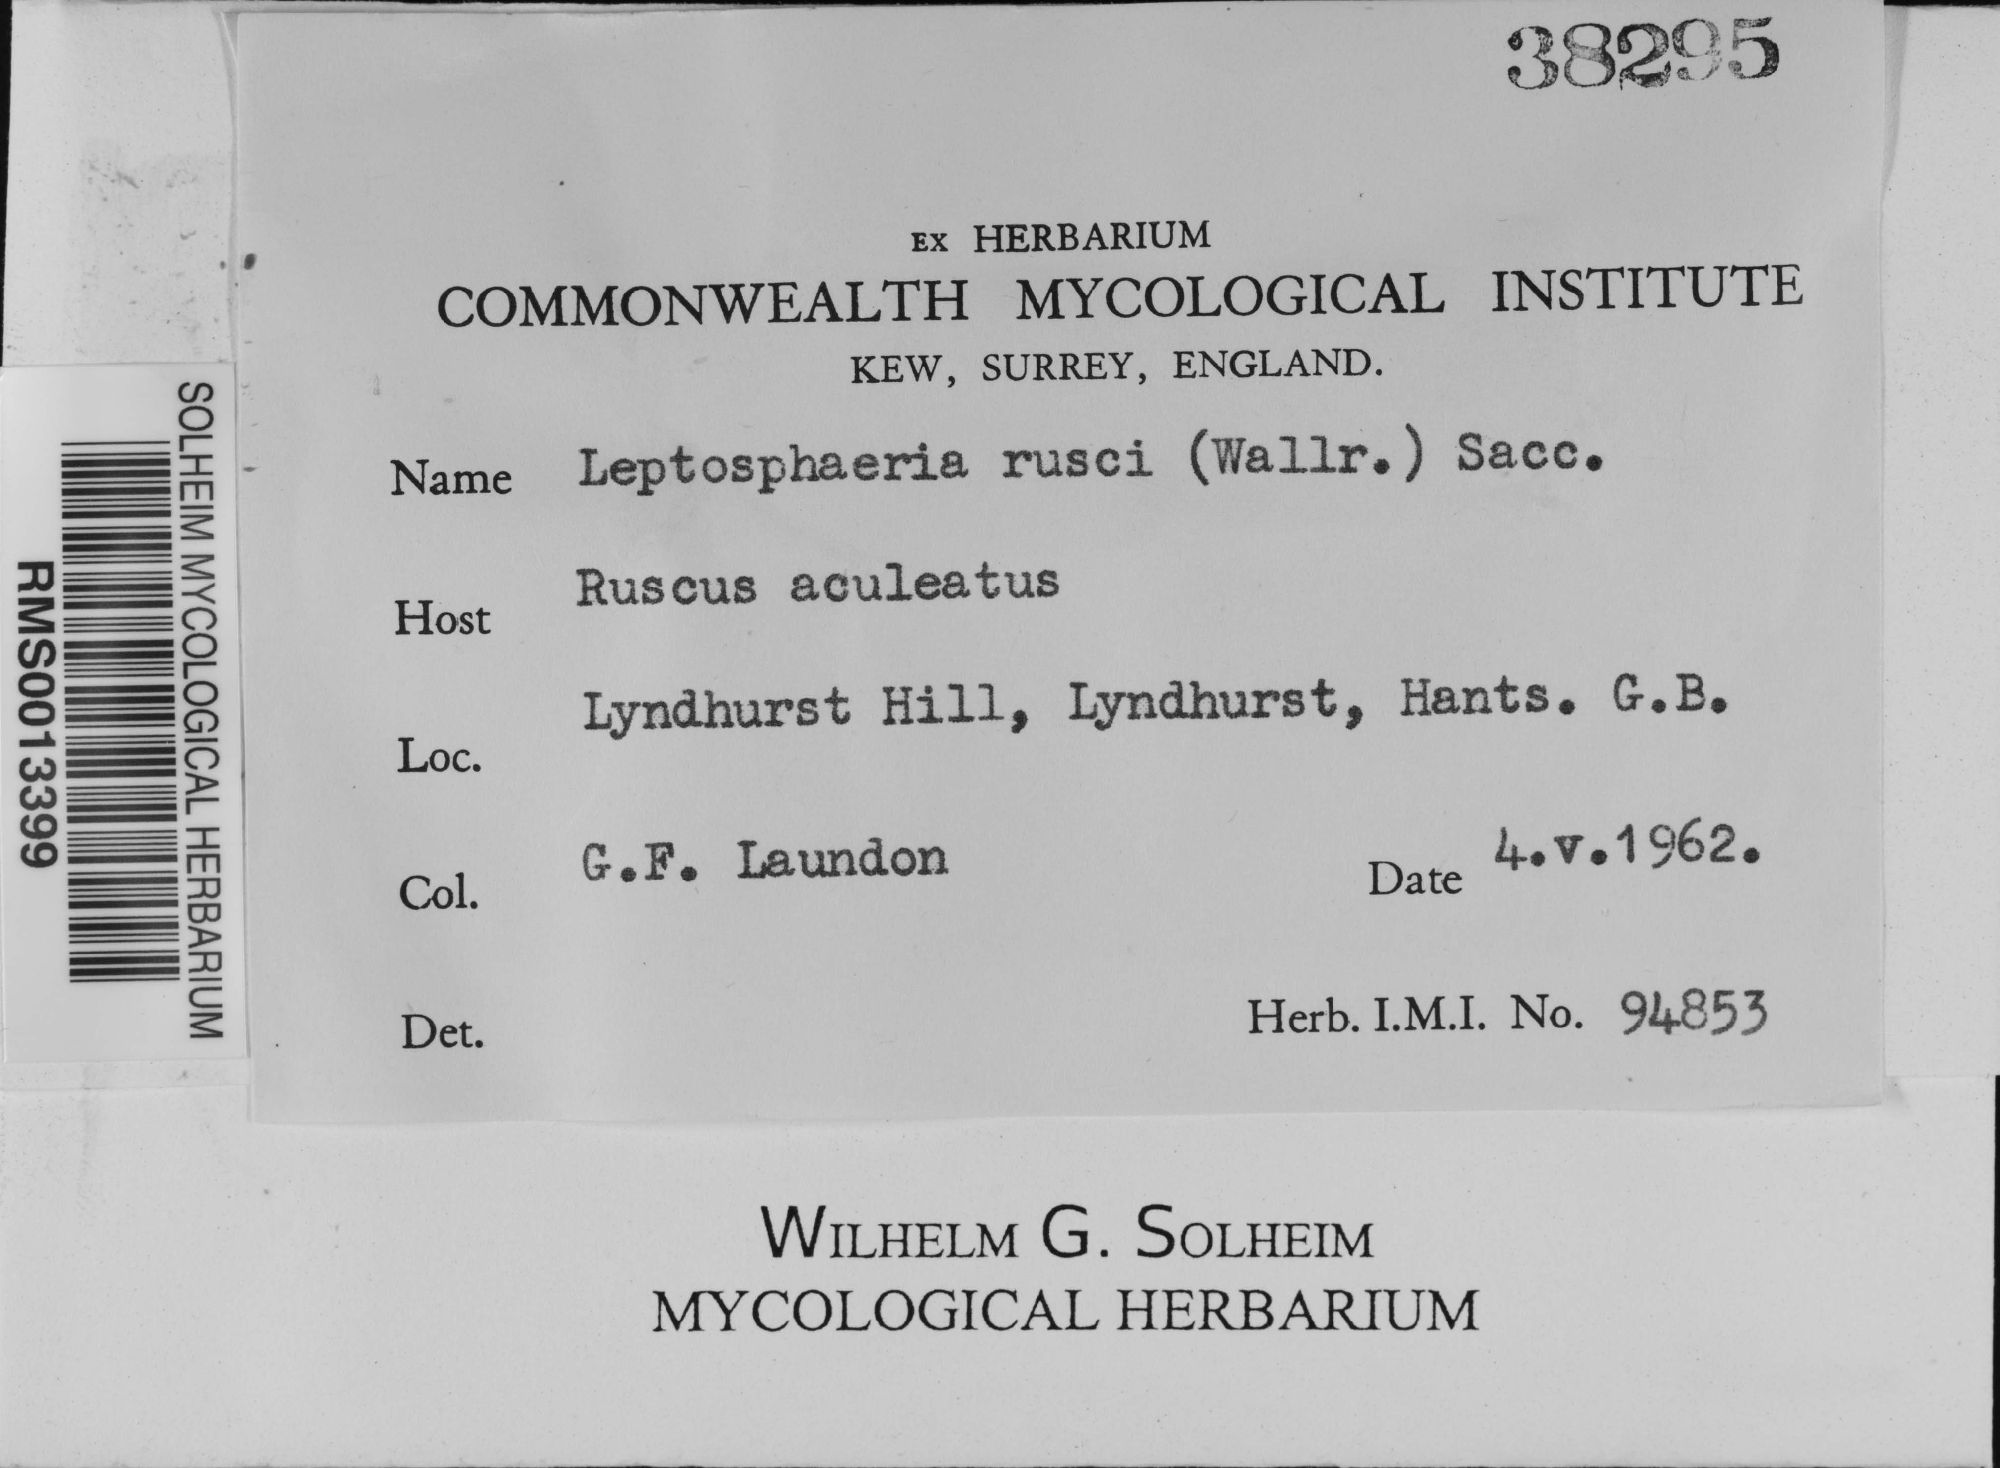 38295
EX HERBARIUM
COMMONWEALTH MYCOLOGICAL INSTITUTE
KEW, SURREY, ENGLAND.
Name Leptosphaeria rusci (Wallr.) Sacc.
Host Ruscus aculeatus
Loc. Lyndhurst Hill, Lyndhurst, Hants. G.B.
Col. G.F. Laundon Date 4.v.1962.
Det. Herb. I.M.I. No. 94853
SOLHEIM MYCOLOGICAL HERBARIUM
RMS0013399
WILHELM G. SOLHEIM
MYCOLOGICAL HERBARIUM